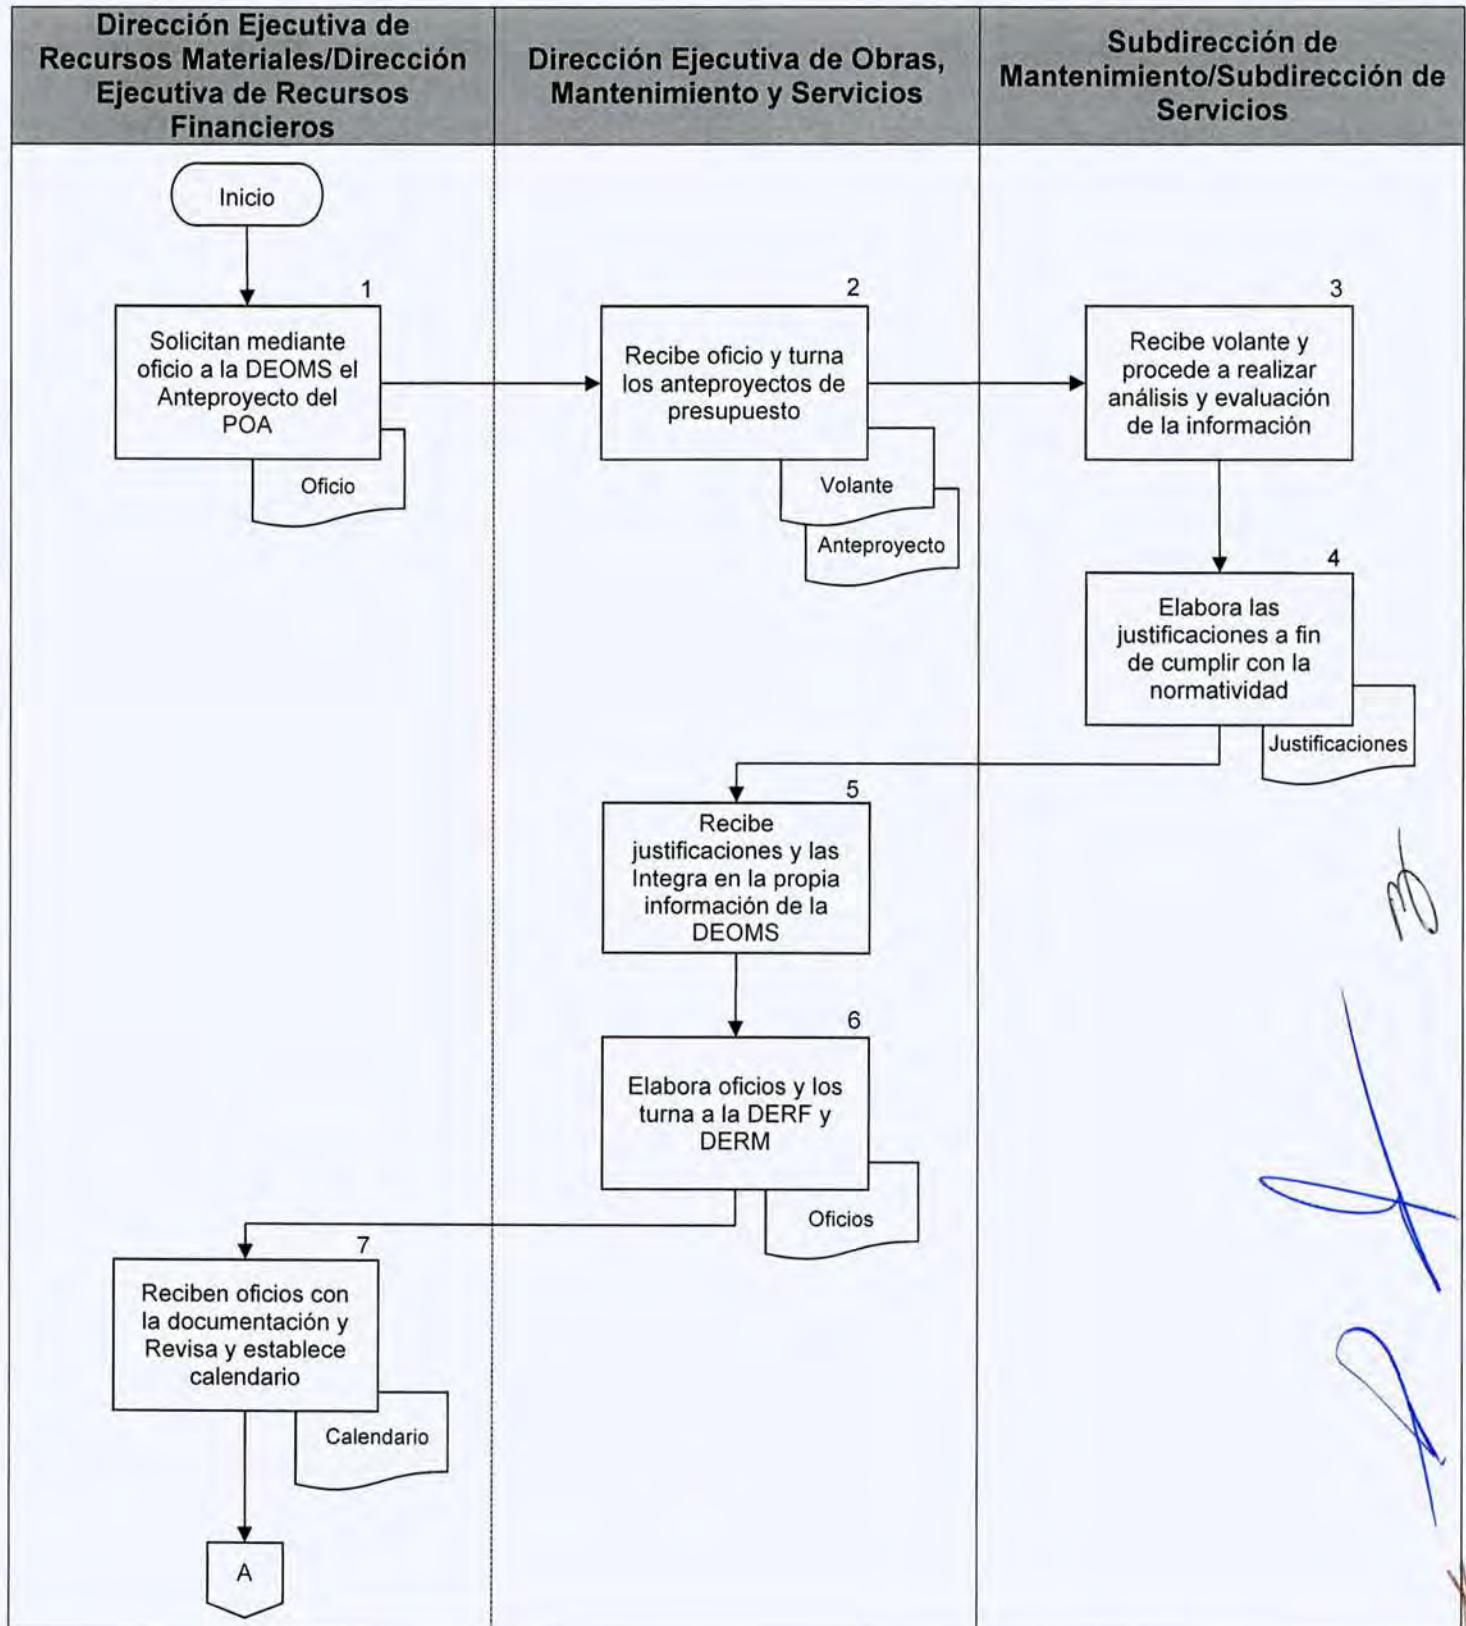 Dirección Ejecutiva de
Recursos Materiales/Dirección
Ejecutiva de Recursos
Financieros
Dirección Ejecutiva de Obras,
Mantenimiento y Servicios
Subdirección de
Mantenimiento/Subdirección de
Servicios
Inicio
1
Solicitan mediante
oficio a la DEOMS el
Anteproyecto del
POA
Oficio
2
Recibe oficio y turna
los anteproyectos de
presupuesto
Volante
Anteproyecto
3
Recibe volante y
procede a realizar
análisis y evaluación
de la información
4
Elabora las
justificaciones a fin
de cumplir con la
normatividad
Justificaciones
5
Recibe
justificaciones y las
Integra en la propia
información de la
DEOMS
6
Elabora oficios y los
turna a la DERF y
DERM
Oficios
7
Reciben oficios con
la documentación y
Revisa y establece
calendario
Calendario
A